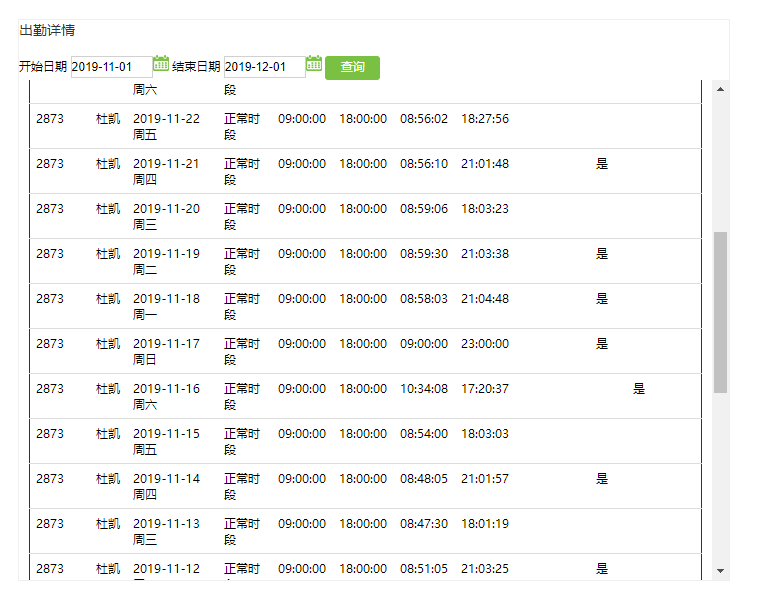 出勤详情
开始日期 2019-11-01 结束日期 2019-12-01 查询
周六 段
2873 杜凯 2019-11-22 正常时 09:00:00 18:00:00 08:56:02 18:27:56
周五 段
2873 杜凯 2019-11-21 正常时 09:00:00 18:00:00 08:56:10 21:01:48 是
周四 段
2873 杜凯 2019-11-20 正常时 09:00:00 18:00:00 08:59:06 18:03:23
周三 段
2873 杜凯 2019-11-19 正常时 09:00:00 18:00:00 08:59:30 21:03:38 是
周二 段
2873 杜凯 2019-11-18 正常时 09:00:00 18:00:00 08:58:03 21:04:48 是
周一 段
2873 杜凯 2019-11-17 正常时 09:00:00 18:00:00 09:00:00 23:00:00 是
周日 段
2873 杜凯 2019-11-16 正常时 09:00:00 18:00:00 10:34:08 17:20:37 是
周六 段
2873 杜凯 2019-11-15 正常时 09:00:00 18:00:00 08:54:00 18:03:03
周五 段
2873 杜凯 2019-11-14 正常时 09:00:00 18:00:00 08:48:05 21:01:57 是
周四 段
2873 杜凯 2019-11-13 正常时 09:00:00 18:00:00 08:47:30 18:01:19
周三 段
2873 杜凯 2019-11-12 正常时 09:00:00 18:00:00 08:51:05 21:03:25 是